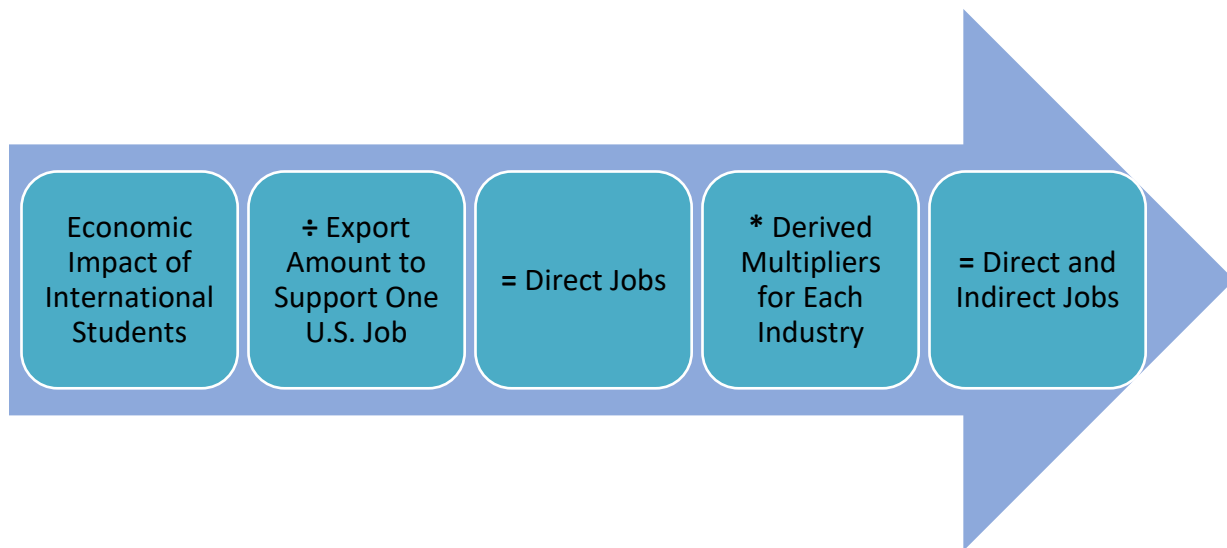 Economic
Impact of
International
Students
÷ Export
Amount to
Support One
U.S. Job
= Direct Jobs
* Derived
Multipliers
for Each
Industry
= Direct and
Indirect Jobs